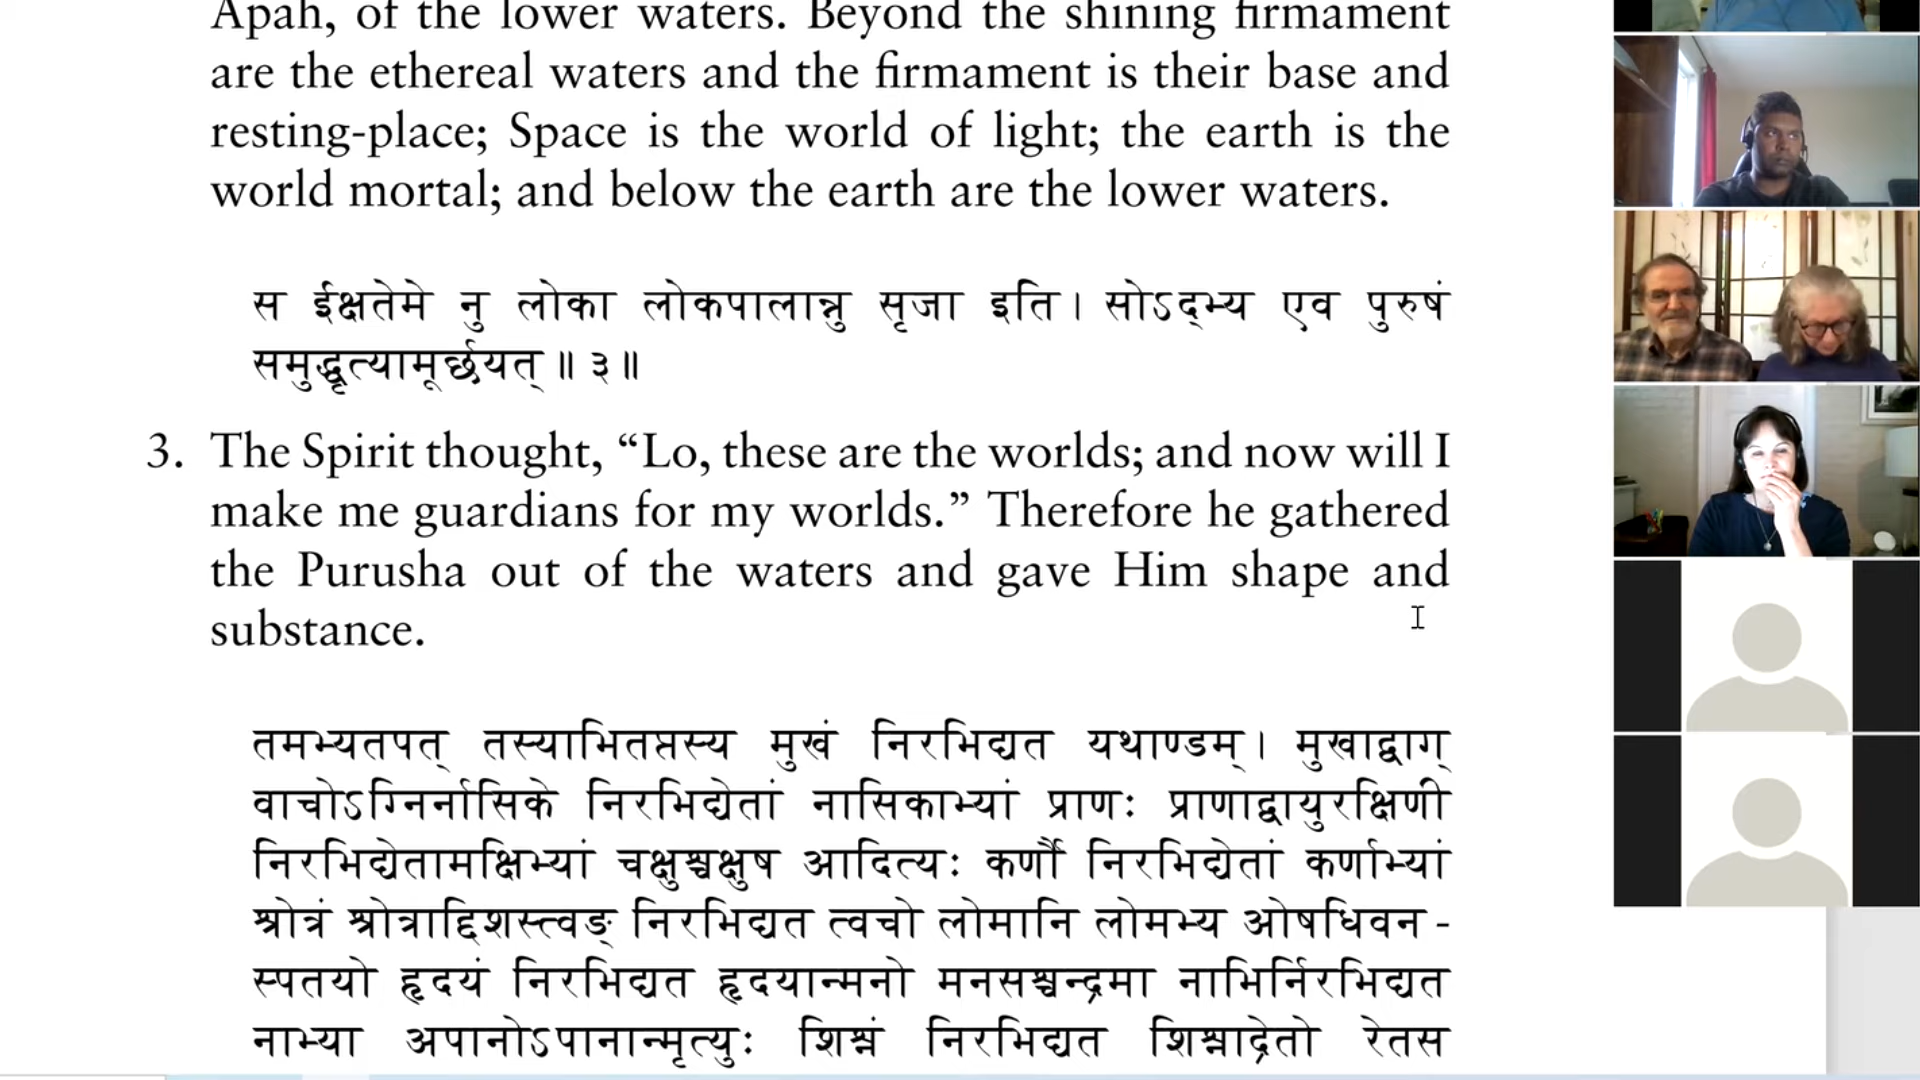 Apah, of the lower waters. Beyond the shining firmament
are the ethereal waters and the firmament is their base and
resting-place; Space is the world of light; the earth is the
world mortal; and below the earth are the lower waters.
स ईक्षतेमे नु लोका लोकपालान्नु सृजा इति। सोऽद्भ्य एव पुरुषं
समुद्धृत्यामूर्छयत्॥३॥
3. The Spirit thought, “Lo, these are the worlds; and now will I
make me guardians for my worlds.” Therefore he gathered
the Purusha out of the waters and gave Him shape and
substance.
तमभ्यतपत् तस्याभितप्तस्य मुखं निरभिद्यत यथाण्डम्। मुखाद्वाग्
वाचोऽग्निर्नासिके निरभिद्येतां नासिकाभ्यां प्राणः प्राणाद्वायुरक्षिणी
निरभिद्येतामक्षिभ्यां चक्षुश्चक्षुष आदित्यः कर्णौ निरभिद्येतां कर्णाभ्यां
श्रोत्रं श्रोत्राद्दिशस्त्वङ् निरभिद्यत त्वचो लोमानि लोमभ्य ओषधिवन-
स्पतयो हृदयं निरभिद्यत हृदयान्मनो मनसश्चन्द्रमा नाभिर्निरभिद्यत
नाभ्या अपानोऽपानान्मृत्युः शिश्नं निरभिद्यत शिश्नाद्रेतो रेतस